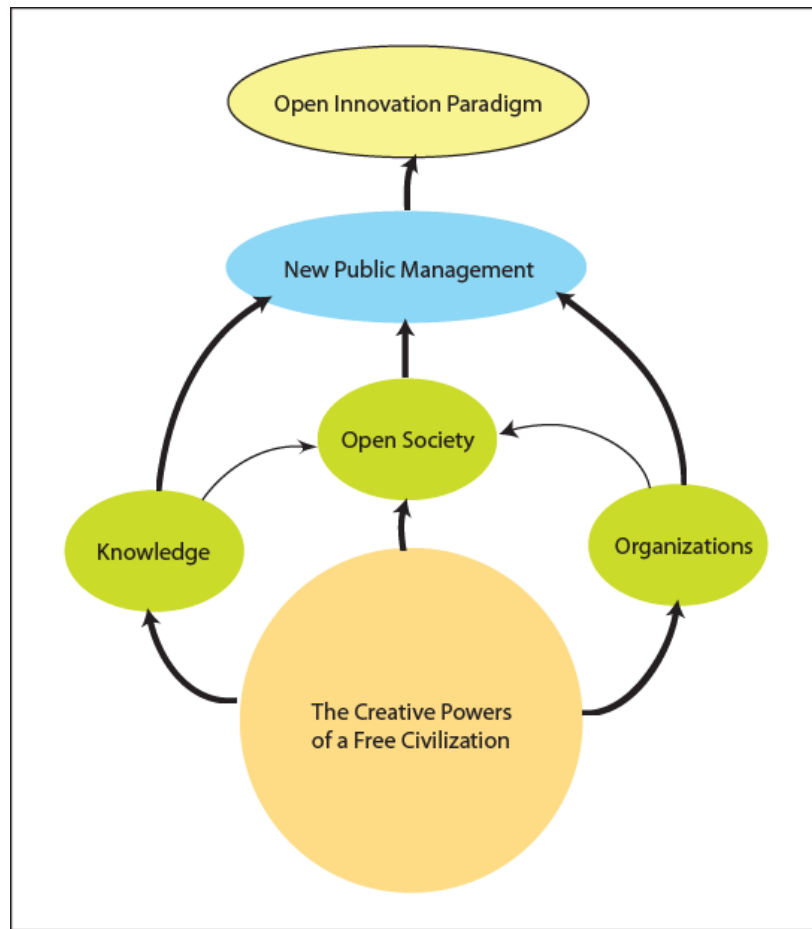 Open Innovation Paradigm
New Public Management
Open Society
Knowledge
Organizations
The Creative Powers
of a Free Civilization